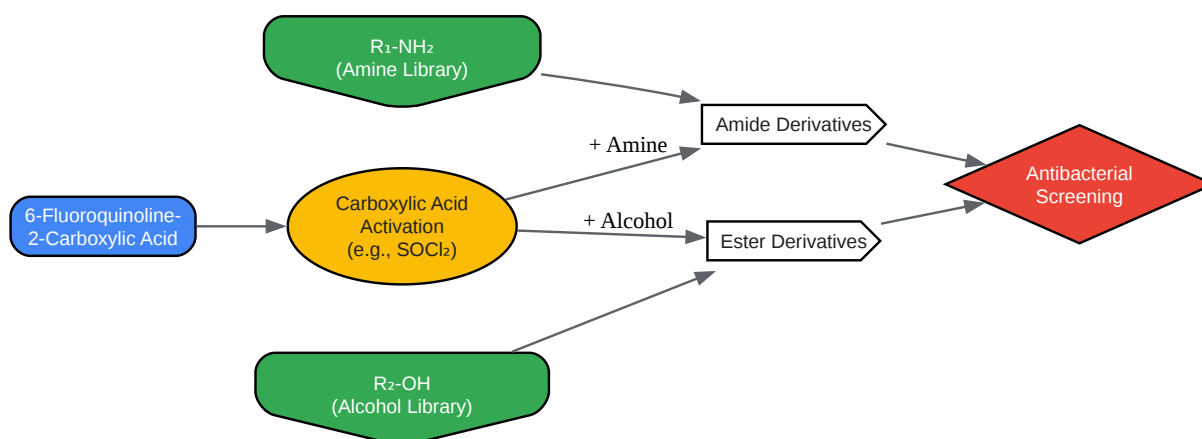 R₁-NH₂
(Amine Library)
Amide Derivatives
+ Amine
Carboxylic Acid
Activation
(e.g., SOCl₂)
6-Fluoroquinoline-
2-Carboxylic Acid
+ Alcohol
Ester Derivatives
Antibacterial
Screening
R₂-OH
(Alcohol Library)